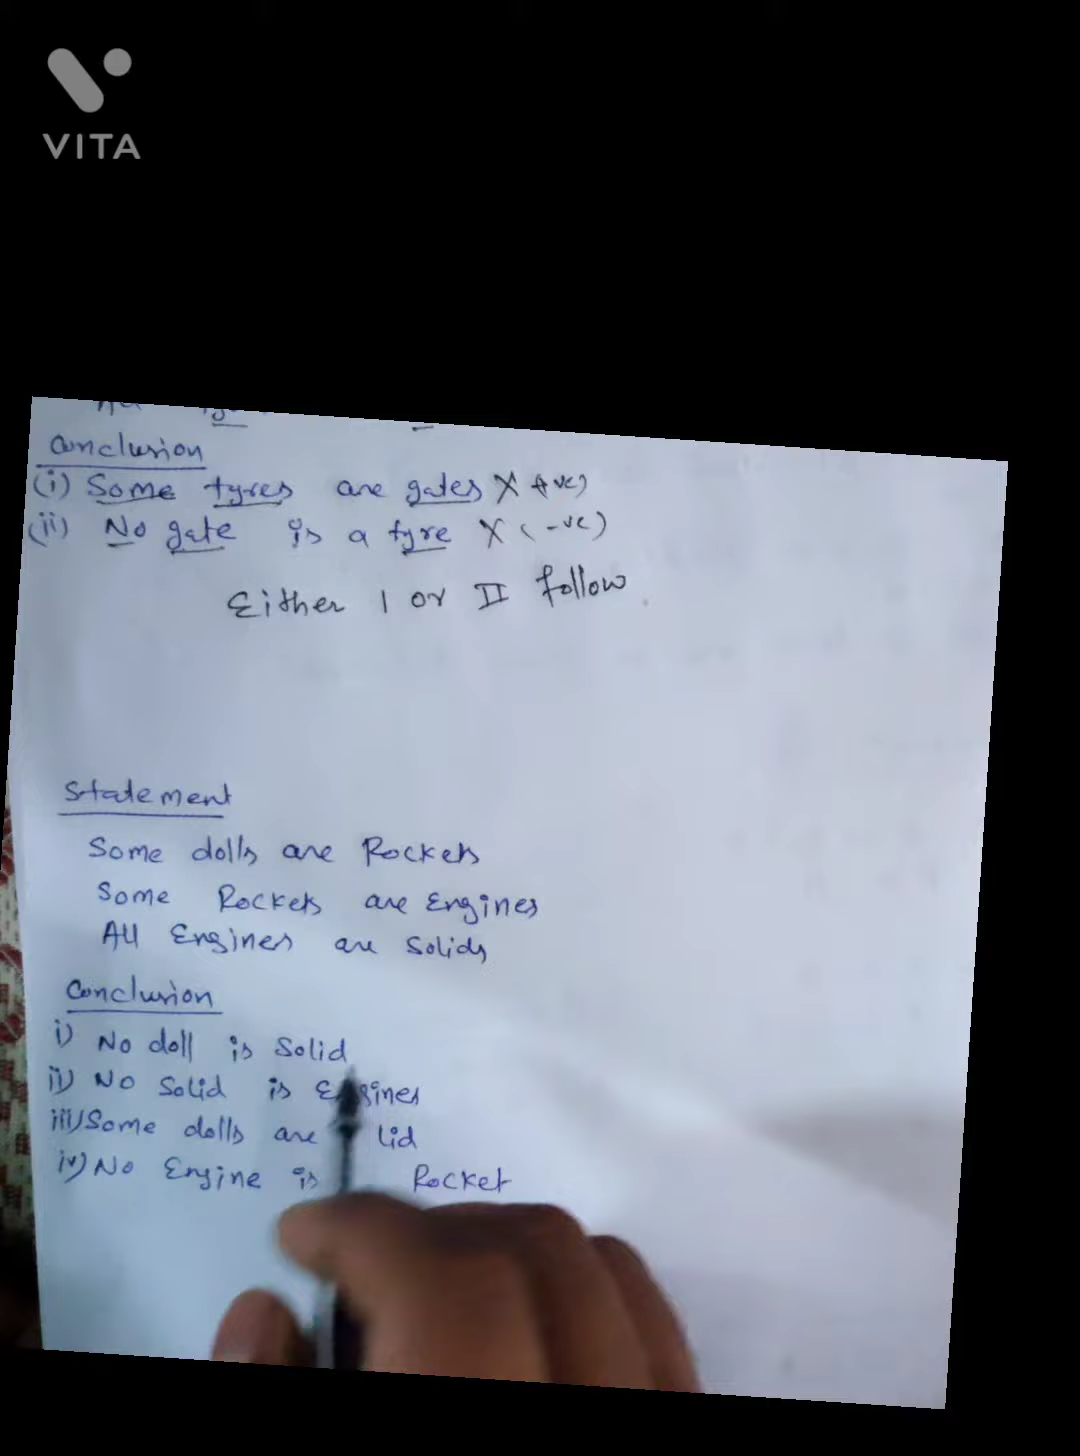 VITA
Conclusion
(i) Some tyres are gates X +ve)
(ii) No gate is a tyre X (-ve)
Either I or II follow
Statement
Some dolls are Rockets
Some Rockets are Engines
All Engines are Solids
Conclusion
i) No doll is Solid
ii) No Solid is Engines
iii) Some dolls are lid
iv) No Engine is Rocket